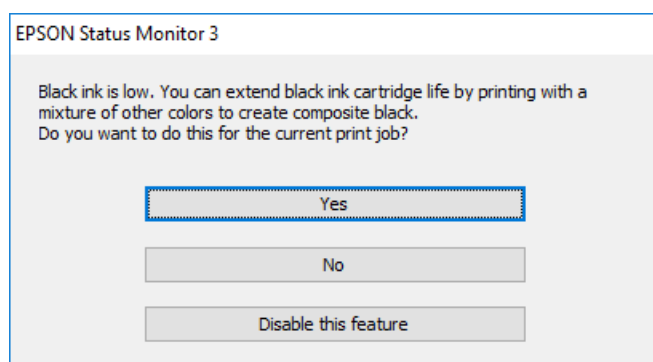 EPSON Status Monitor 3
Black ink is low. You can extend black ink cartridge life by printing with a
mixture of other colors to create composite black.
Do you want to do this for the current print job?
Yes
No
Disable this feature